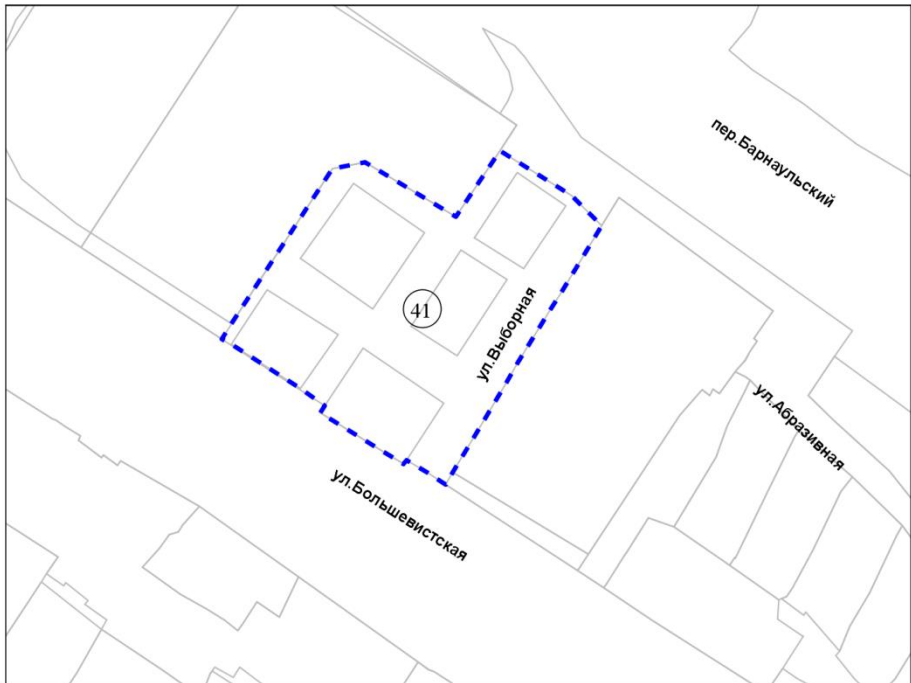 пер.Барнаульский
41
ул.Выборная
ул.Абразивная
ул.Большевистская